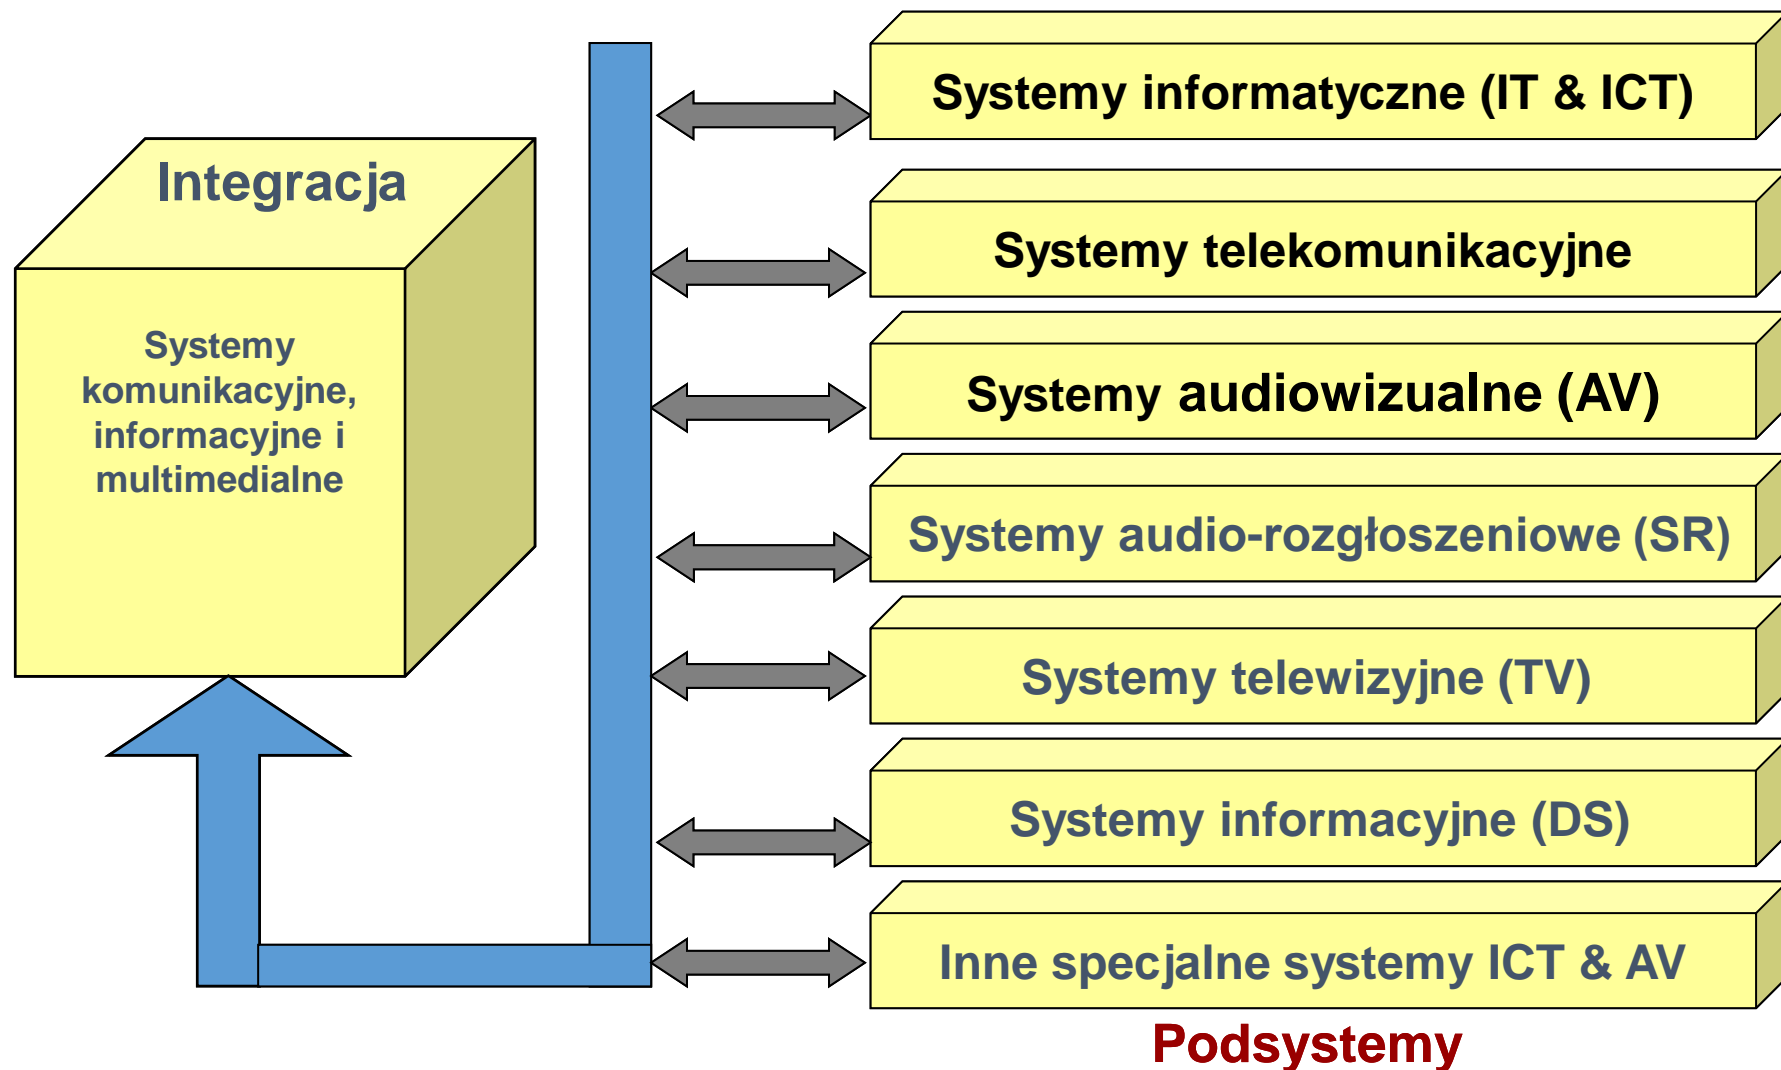 Integracja
Systemy
komunikacyjne,
informacyjne i
multimedialne
Systemy informatyczne (IT & ICT)
Systemy telekomunikacyjne
Systemy audiowizualne (AV)
Systemy audio-rozgłoszeniowe (SR)
Systemy telewizyjne (TV)
Systemy informacyjne (DS)
Inne specjalne systemy ICT & AV
Podsystemy